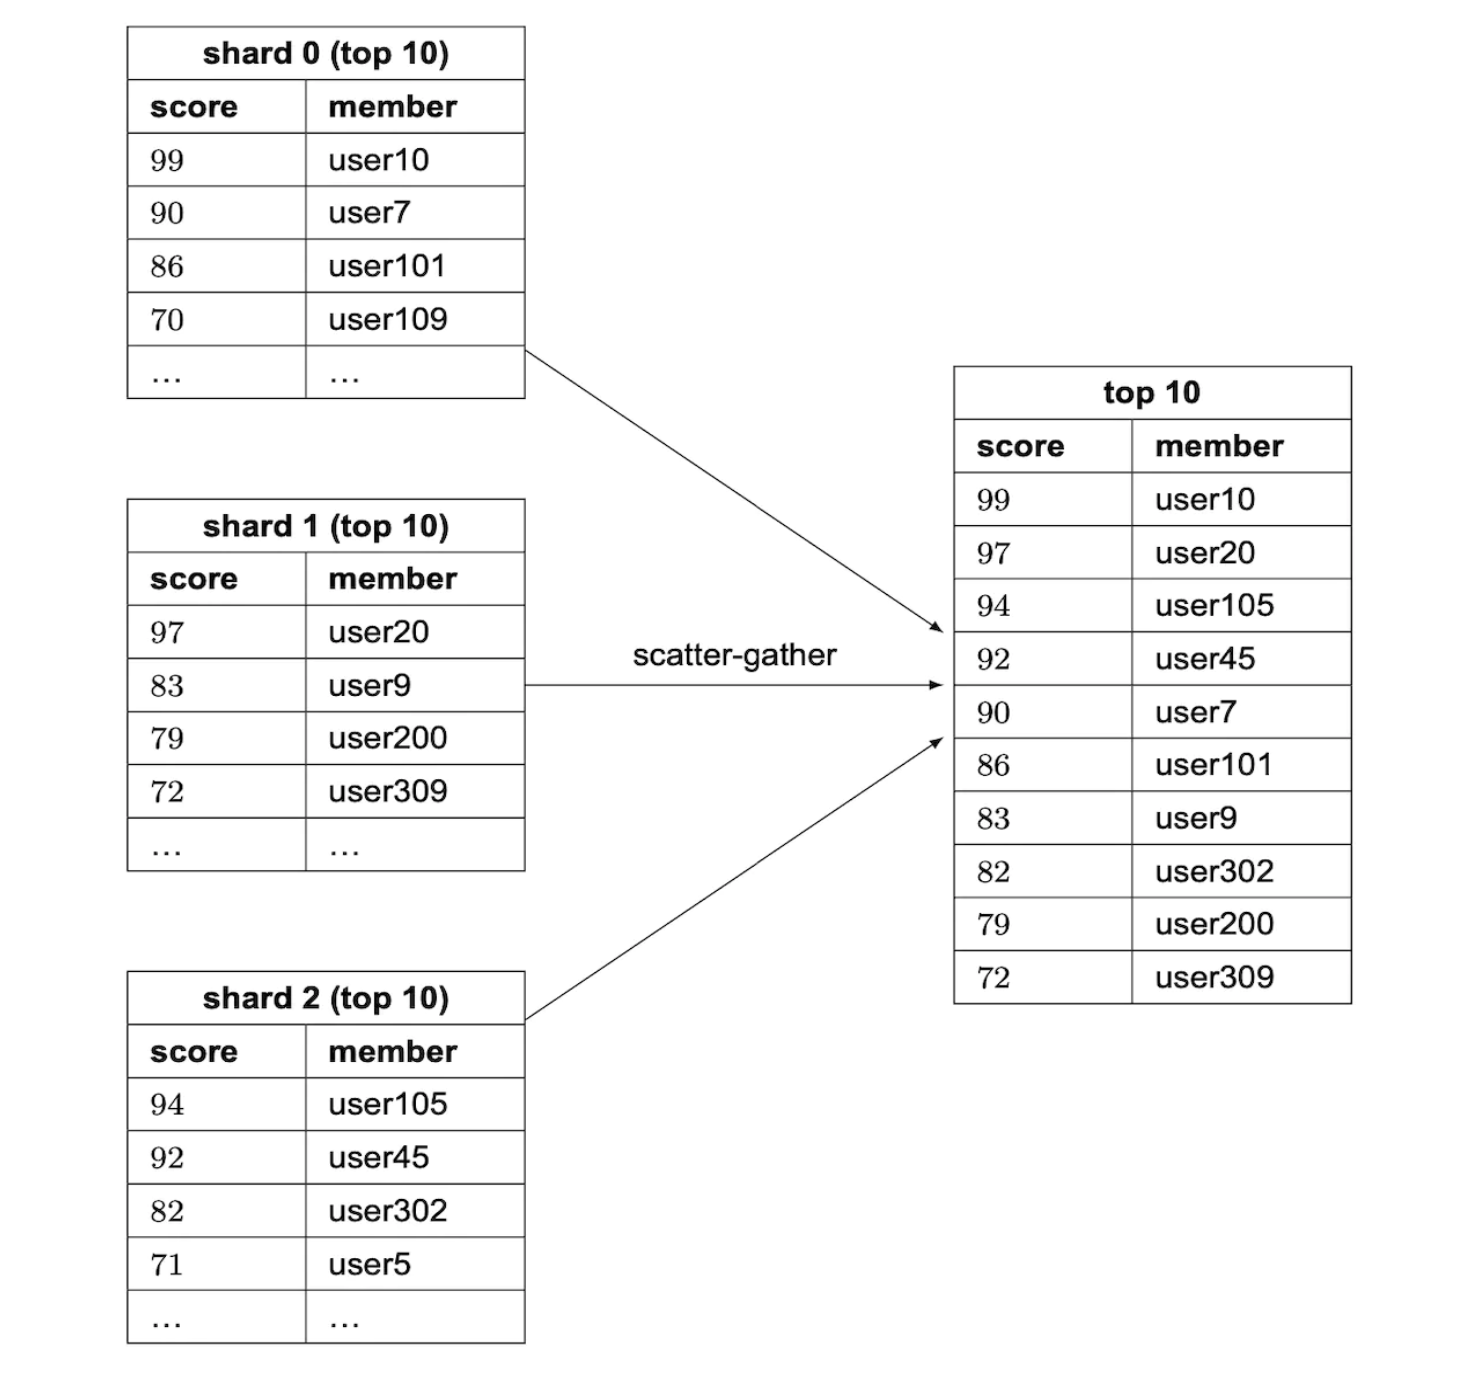 shard 0 (top 10)
score member
99 user10
90 user7
86 user101
70 user109
... ...
shard 1 (top 10)
score member
97 user20
83 user9
79 user200
72 user309
... ...
shard 2 (top 10)
score member
94 user105
92 user45
82 user302
71 user5
... ...
scatter-gather
top 10
score member
99 user10
97 user20
94 user105
92 user45
90 user7
86 user101
83 user9
82 user302
79 user200
72 user309